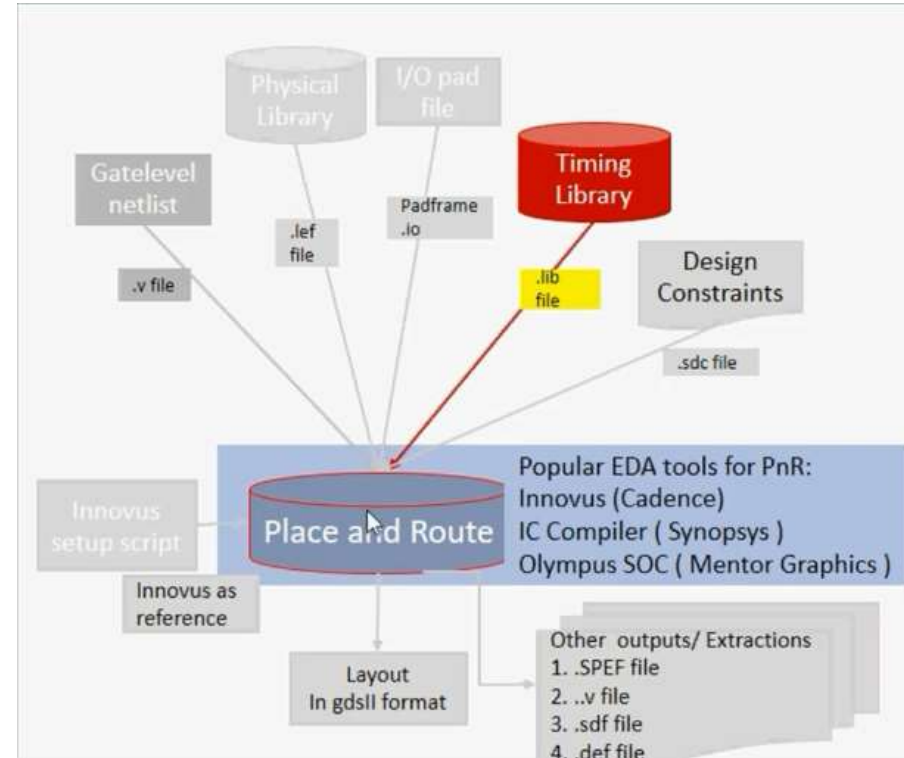 Physical
Library
I/O pad
file
Timing
Library
Gatelevel
netlist
.lef
file
Padframe
.io
.v file
.lib
file
Design
Constraints
.sdc file
Popular EDA tools for PnR:
Innovus (Cadence)
IC Compiler ( Synopsys )
Olympus SOC ( Mentor Graphics )
Innovus
setup script
Place and Route
Innovus as
reference
Layout
In gdsII format
Other outputs/ Extractions
1. .SPEF file
2. ..v file
3. .sdf file
4. .def file